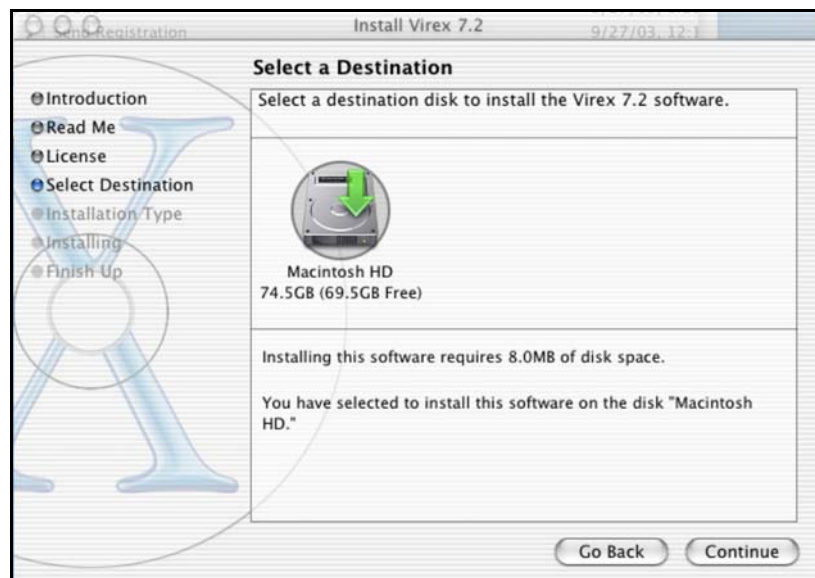 Install Virex 7.2
Send Registration
9/27/03, 12:1
Select a Destination
Introduction
Read Me
License
Select Destination
Installation Type
Installing
Finish Up
Select a destination disk to install the Virex 7.2 software.
Macintosh HD
74.5GB (69.5GB Free)
Installing this software requires 8.0MB of disk space.
You have selected to install this software on the disk "Macintosh
HD."
Go Back
Continue